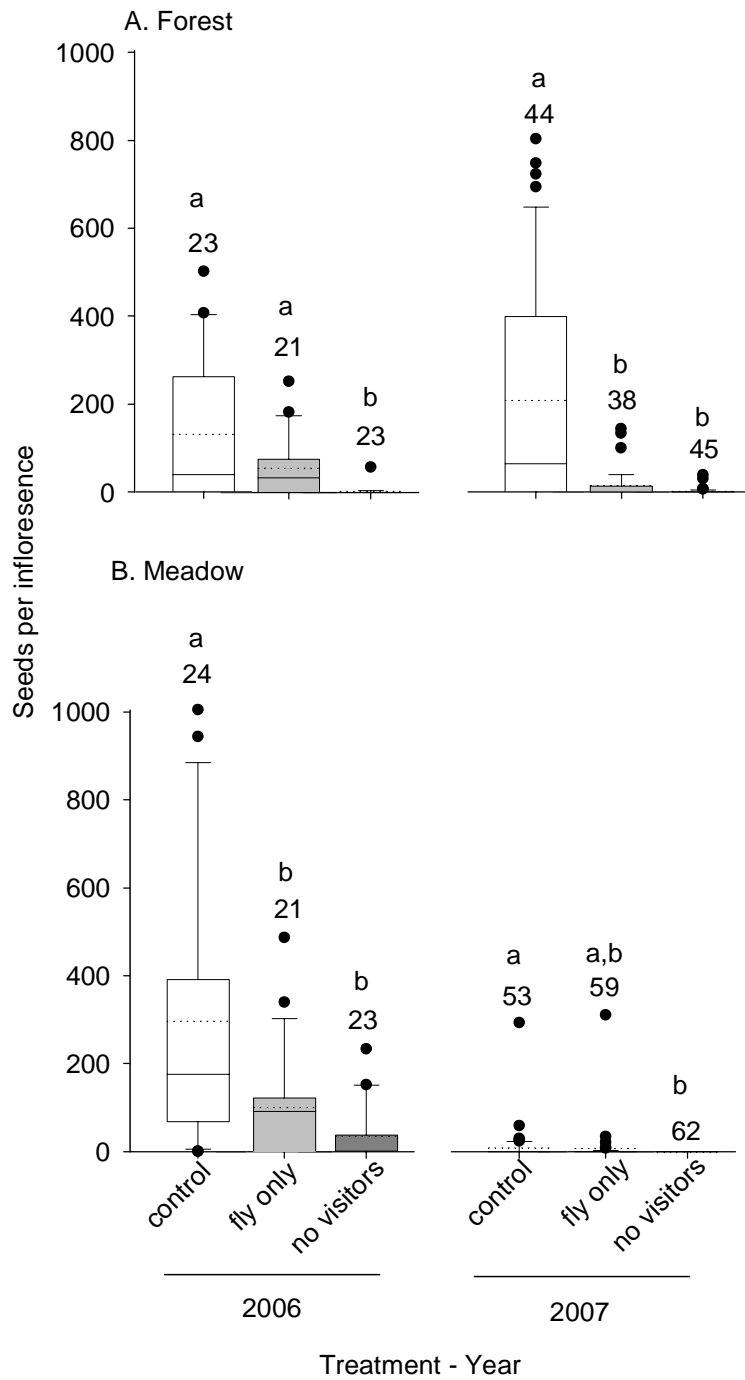 A. Forest
1000
800
600
400
200
0
a
23
a
21
b
23
a
44
b
38
b
45
Seeds per infloresence
B. Meadow
1000
800
600
400
200
0
a
24
b
21
b
23
a
53
a,b
59
b
62
control
fly only
no visitors
control
fly only
no visitors
2006
2007
Treatment - Year